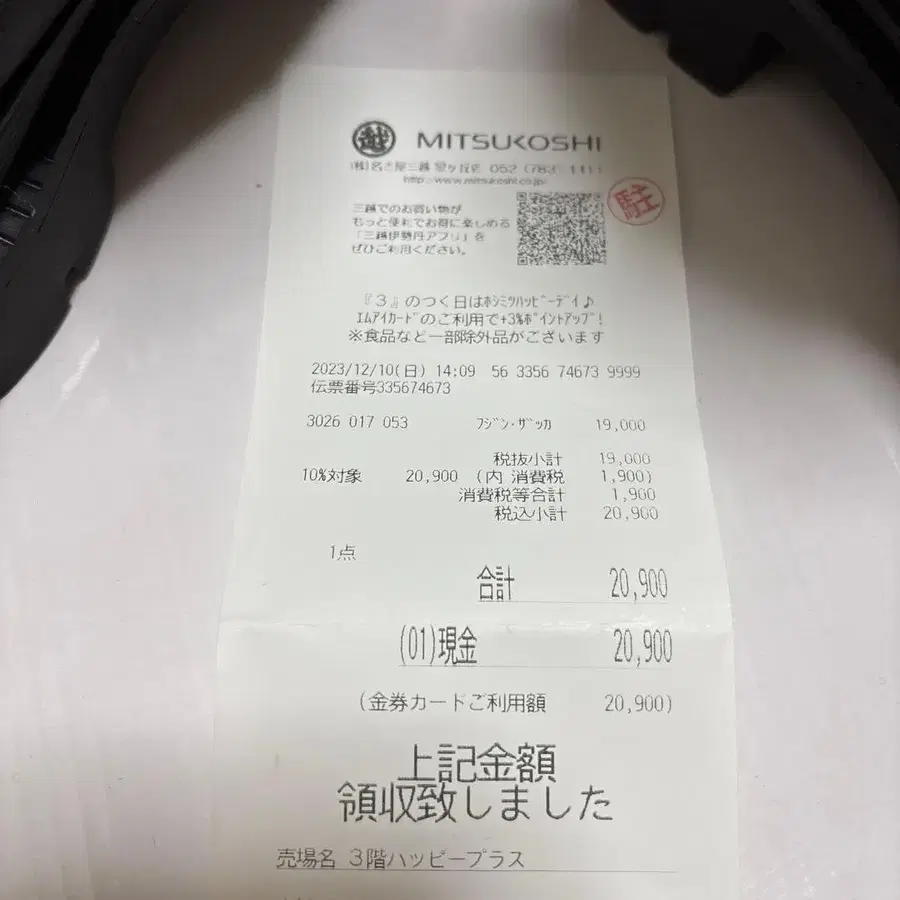 越 MITSUKOSHI
(株)名古屋三越 星ヶ丘店 052 (783) 1111
http://www.mitsukoshi.co.jp
三越でのお買い物が
もっと便利でお得に楽しめる
「三越伊勢丹アプリ」を
ぜひご利用ください。
駐
『3』のつく日はﾎｼﾐﾂﾊｯﾋﾟｰﾃﾞｲ♪
ｴﾑｱｲｶｰﾄﾞのご利用で+3%ﾎﾟｲﾝﾄｱｯﾌﾟ!
※食品など一部除外品がございます
2023/12/10(日) 14:09 56 3356 74673 9999
伝票番号335674673
3026 017 053 ﾌｼﾞﾝ･ｻﾞｯｶ 19,000
税抜小計 19,000
10%対象 20,900 (内 消費税 1,900)
消費税等合計 1,900
税込小計 20,900
1点
合計 20,900
(01)現金 20,900
(金券カードご利用額 20,900)
上記金額
領収致しました
売場名 3階ハッピープラス